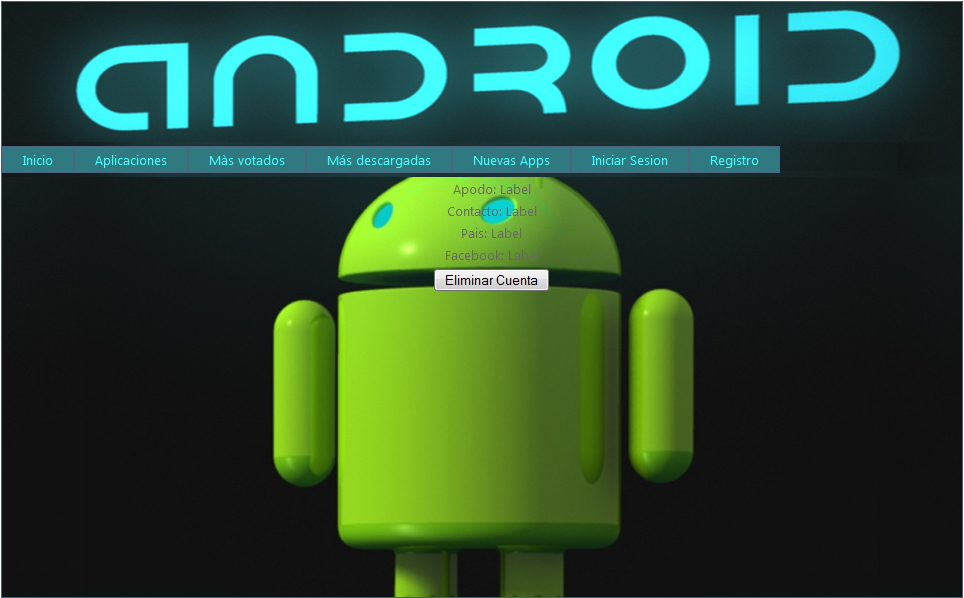 ANDROID
Inicio Aplicaciones Màs votados Más descargadas Nuevas Apps Iniciar Sesion Registro
Apodo: Label
Contacto: Label
Pais: Label
Facebook: Label
Eliminar Cuenta